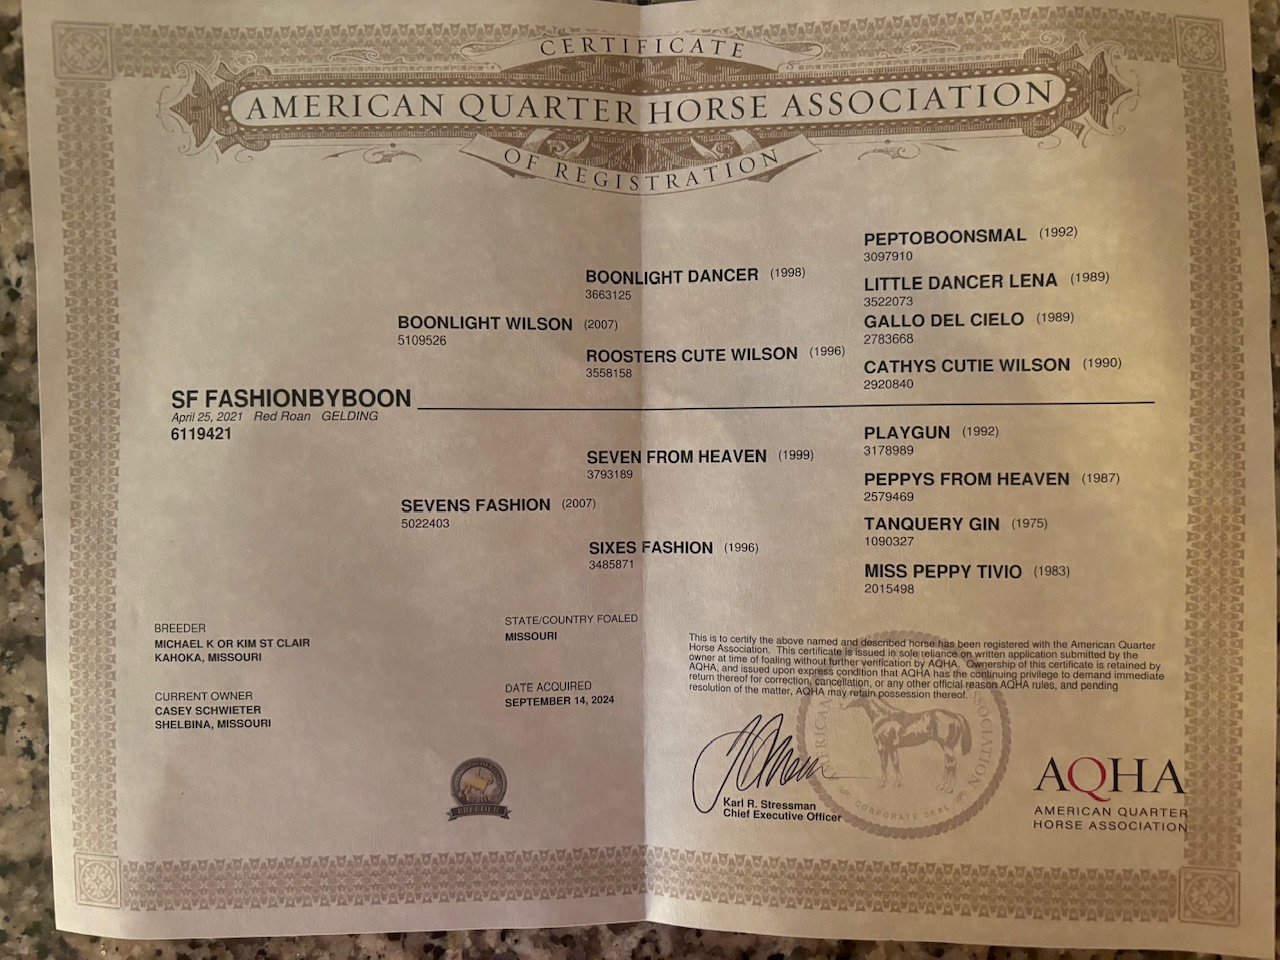 CERTIFICATE
AMERICAN QUARTER HORSE ASSOCIATION
OF REGISTRATION
PEPTOBOONSMAL (1992)
3097910
BOONLIGHT DANCER (1998)
3663125
LITTLE DANCER LENA (1989)
3522073
BOONLIGHT WILSON (2007)
5109526
GALLO DEL CIELO (1989)
2783668
ROOSTERS CUTE WILSON (1996)
3558158
CATHYS CUTIE WILSON (1990)
2920840
SF FASHIONBYBOON
April 25, 2021 Red Roan GELDING
6119421
PLAYGUN (1992)
3178989
SEVEN FROM HEAVEN (1999)
3793189
PEPPYS FROM HEAVEN (1987)
2579469
SEVENS FASHION (2007)
5022403
TANQUERY GIN (1975)
1090327
SIXES FASHION (1996)
3485871
MISS PEPPY TIVIO (1983)
2015498
BREEDER
MICHAEL K OR KIM ST CLAIR
KAHOKA, MISSOURI
STATE/COUNTRY FOALED
MISSOURI
CURRENT OWNER
CASEY SCHWIETER
SHELBINA, MISSOURI
DATE ACQUIRED
SEPTEMBER 14, 2024
This is to certify the above named and described horse has been registered with the American Quarter
Horse Association. This certificate is issued in sole reliance on written application submitted by the
owner at time of foaling without further verification by AQHA. Ownership of this certificate is retained by
AQHA, and issued upon express condition that AQHA has the continuing privilege to demand immediate
return thereof for correction, cancellation, or any other official reason AQHA rules, and pending
resolution of the matter, AQHA may retain possession thereof.
Karl R. Stressman
Chief Executive Officer
CORPORATE SEAL
BREEDER
AQHA
AMERICAN QUARTER
HORSE ASSOCIATION